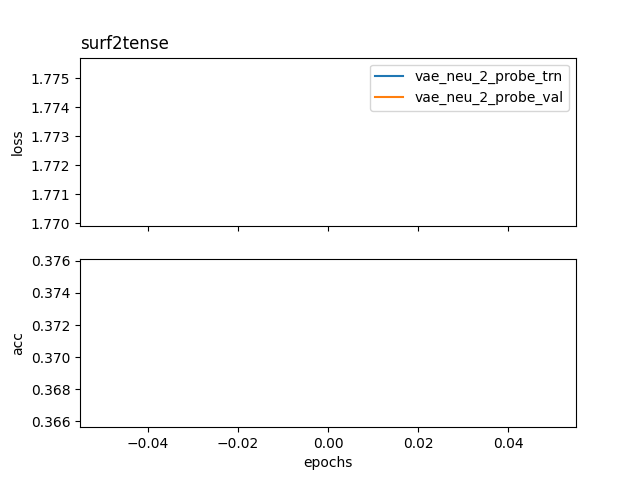 surf2tense
vae_neu_2_probe_trn
vae_neu_2_probe_val
loss
1.775
1.774
1.773
1.772
1.771
1.770
acc
0.376
0.374
0.372
0.370
0.368
0.366
−0.04 −0.02 0.00 0.02 0.04
epochs